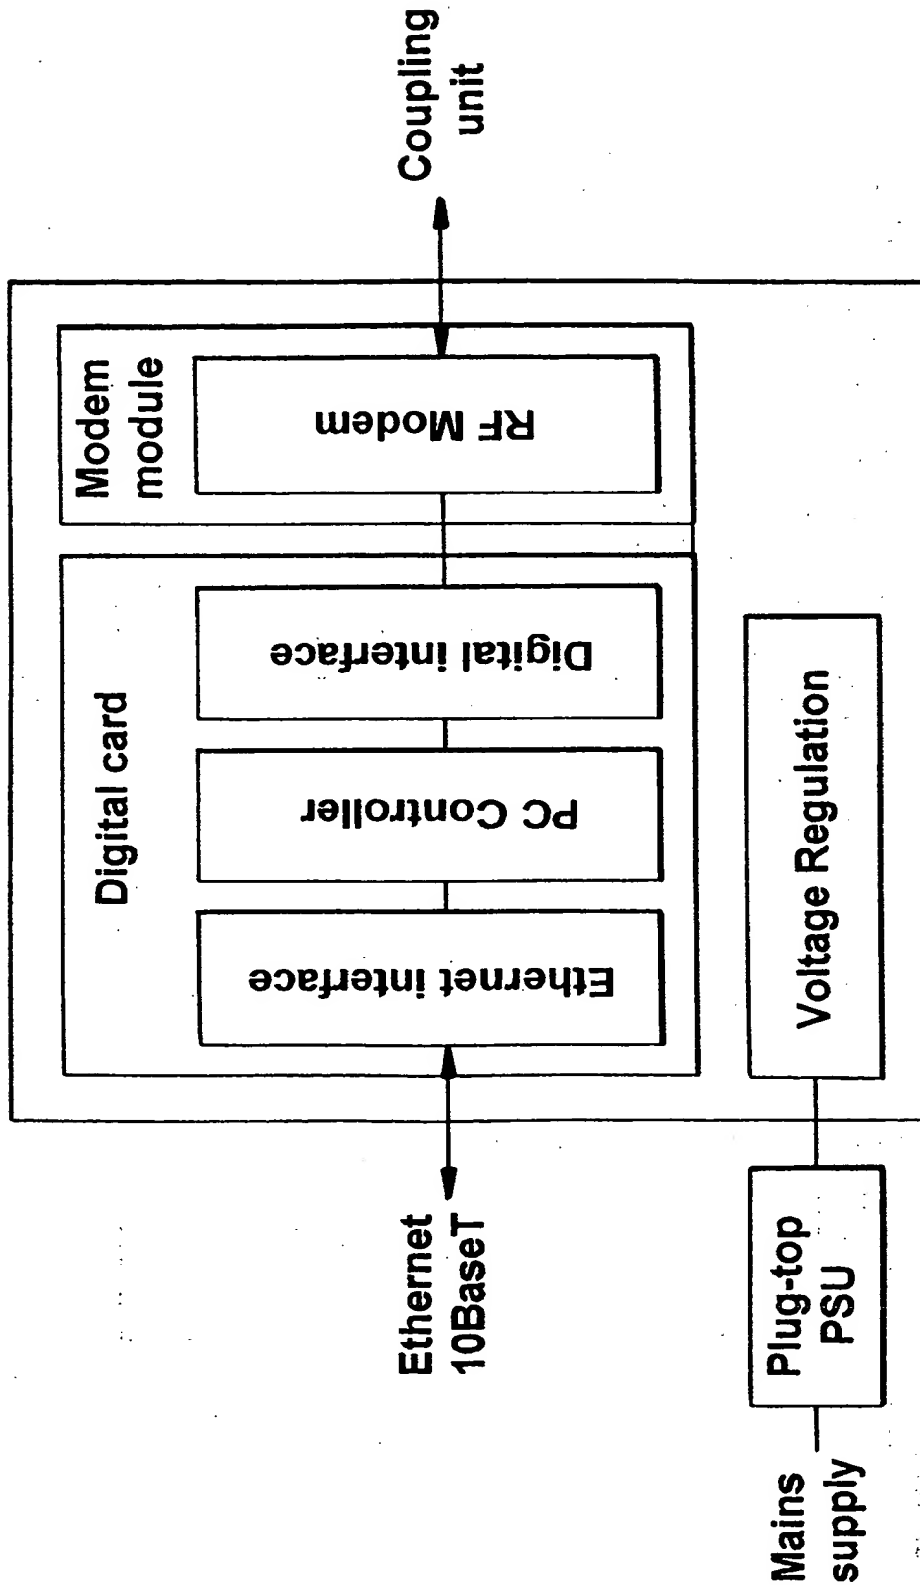 Digital card
Modem
module
Ethernet interface
PC Controller
Digital interface
RF Modem
Ethernet
10BaseT
Coupling
unit
Mains
supply
Plug-top
PSU
Voltage Regulation